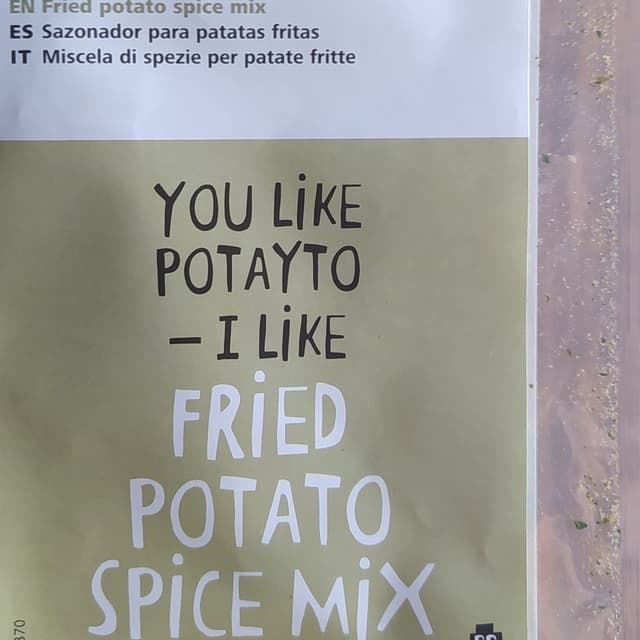 EN Fried potato spice mix
ES Sazonador para patatas fritas
IT Miscela di spezie per patate fritte
YOU LIKE
POTAYTO
– I LIKE
FRIED
POTATO
SPICE MIX
370